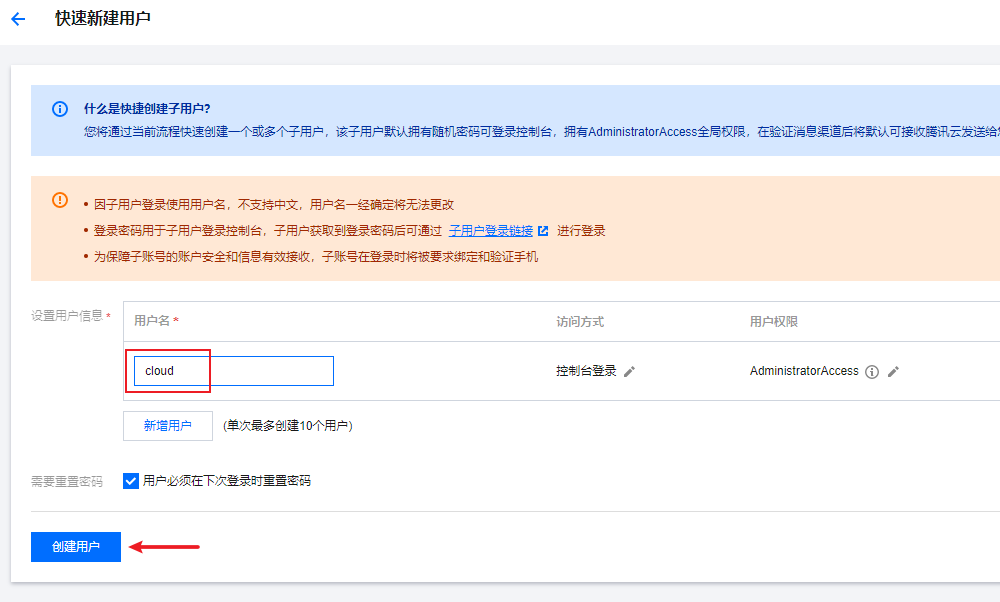 快速新建用户
什么是快捷创建子用户?
您将通过当前流程快速创建一个或多个子用户，该子用户默认拥有随机密码可登录控制台，拥有AdministratorAccess全局权限，在验证消息渠道后将默认可接收腾讯云发送给
• 因子用户登录使用用户名，不支持中文，用户名一经确定将无法更改
• 登录密码用于子用户登录控制台，子用户获取到登录密码后可通过 子用户登录链接 进行登录
• 为保障子账号的账户安全和信息有效接收，子账号在登录时将被要求绑定和验证手机
设置用户信息 * 用户名 * 访问方式 用户权限
cloud 控制台登录 AdministratorAccess
新增用户 (单次最多创建10个用户)
需要重置密码 用户必须在下次登录时重置密码
创建用户